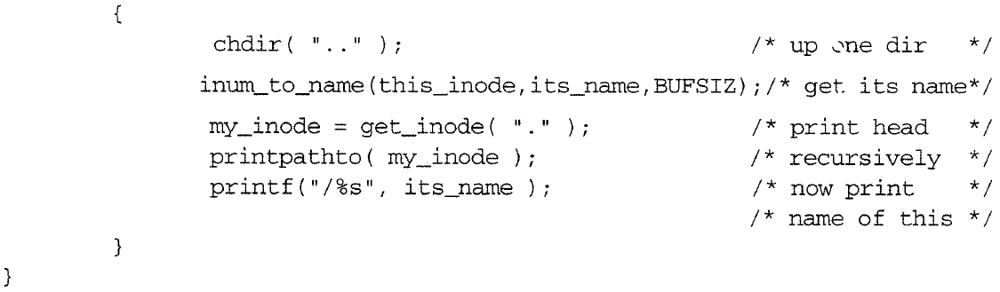 {
chdir( ".." ); /* up one dir */
inum_to_name(this_inode,its_name,BUFSIZ);/* get its name*/
my_inode = get_inode( "." ); /* print head */
printpathto( my_inode ); /* recursively */
printf("/%s", its_name ); /* now print */
/* name of this */
}
}